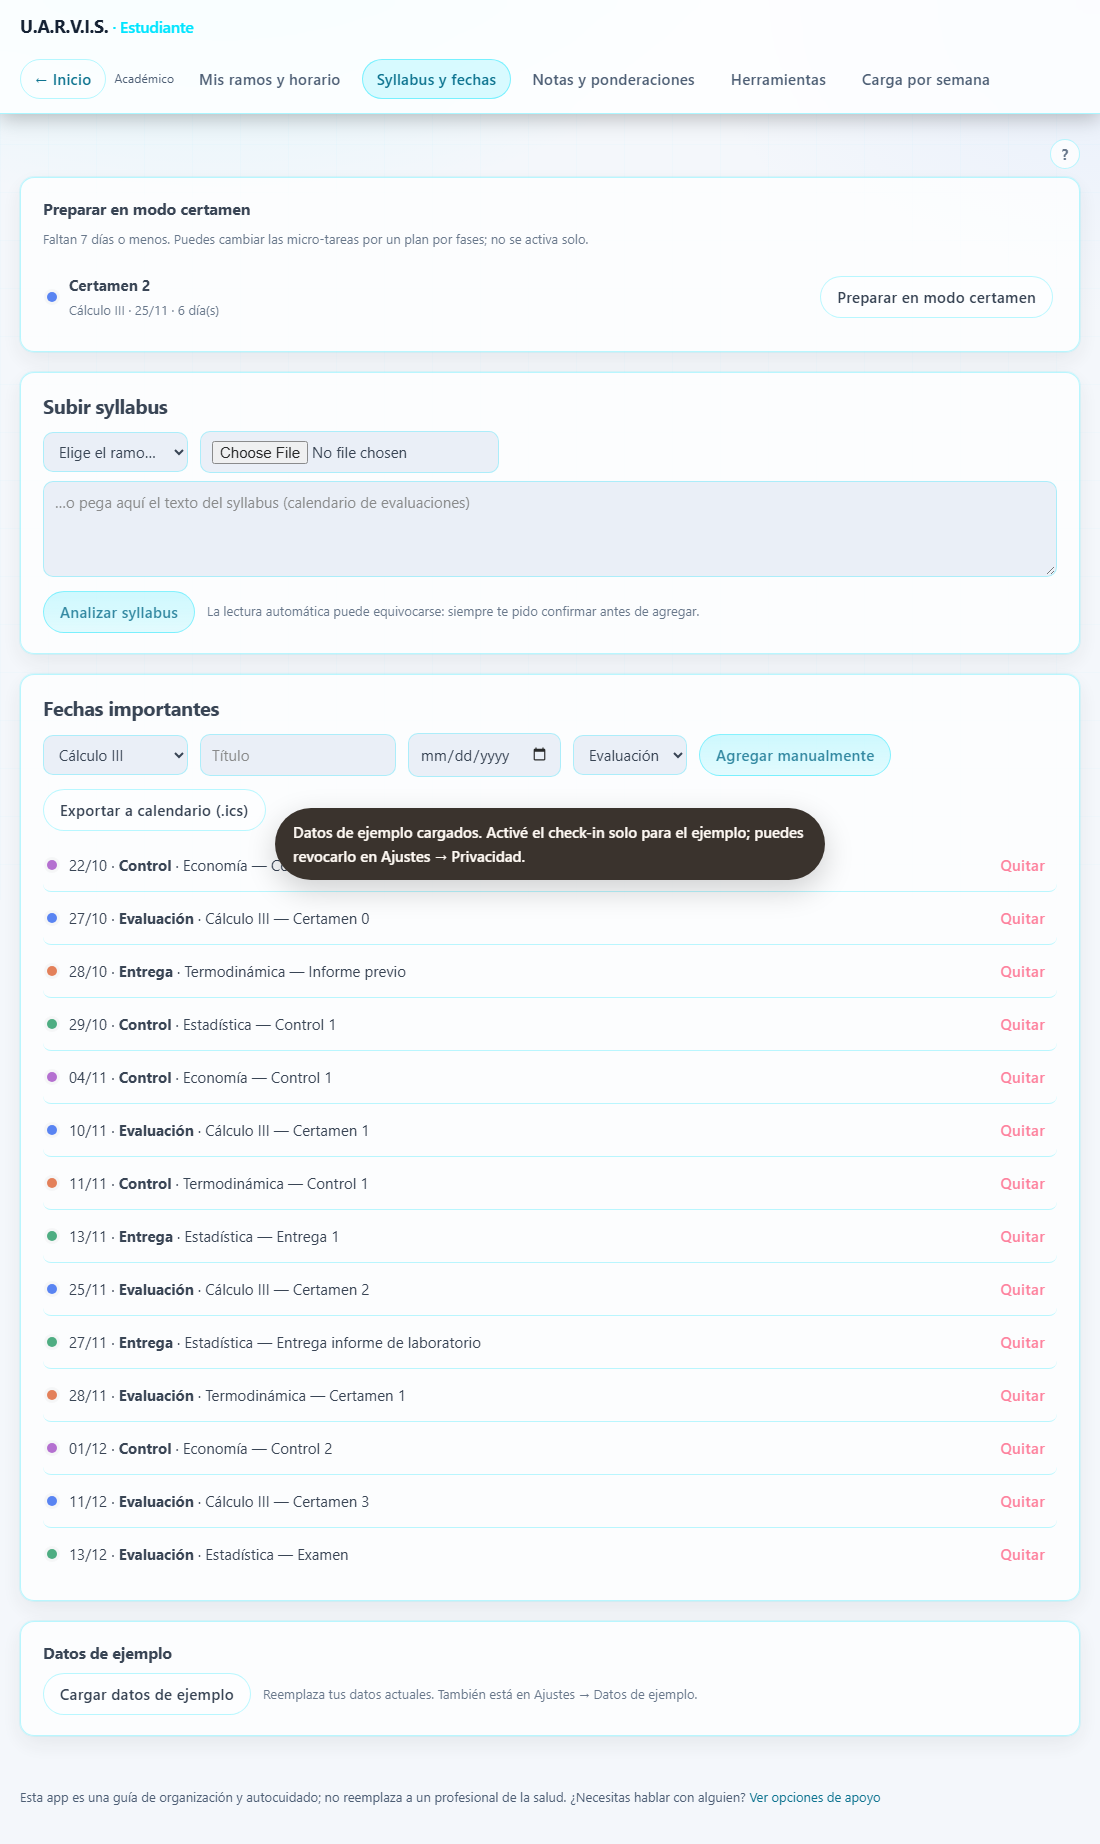 U.A.R.V.I.S. · Estudiante
← Inicio Académico Mis ramos y horario Syllabus y fechas Notas y ponderaciones Herramientas Carga por semana
?
Preparar en modo certamen
Faltan 7 días o menos. Puedes cambiar las micro-tareas por un plan por fases; no se activa solo.
Certamen 2
Cálculo III · 25/11 · 6 día(s)
Preparar en modo certamen
Subir syllabus
Elige el ramo... Choose File No file chosen
...o pega aquí el texto del syllabus (calendario de evaluaciones)
Analizar syllabus La lectura automática puede equivocarse: siempre te pido confirmar antes de agregar.
Fechas importantes
Cálculo III Título mm/dd/yyyy Evaluación Agregar manualmente
Exportar a calendario (.ics)
Datos de ejemplo cargados. Activé el check-in solo para el ejemplo; puedes
revocarlo en Ajustes → Privacidad.
22/10 · Control · Economía — Quitar
27/10 · Evaluación · Cálculo III — Certamen 0 Quitar
28/10 · Entrega · Termodinámica — Informe previo Quitar
29/10 · Control · Estadística — Control 1 Quitar
04/11 · Control · Economía — Control 1 Quitar
10/11 · Evaluación · Cálculo III — Certamen 1 Quitar
11/11 · Control · Termodinámica — Control 1 Quitar
13/11 · Entrega · Estadística — Entrega 1 Quitar
25/11 · Evaluación · Cálculo III — Certamen 2 Quitar
27/11 · Entrega · Estadística — Entrega informe de laboratorio Quitar
28/11 · Evaluación · Termodinámica — Certamen 1 Quitar
01/12 · Control · Economía — Control 2 Quitar
11/12 · Evaluación · Cálculo III — Certamen 3 Quitar
13/12 · Evaluación · Estadística — Examen Quitar
Datos de ejemplo
Cargar datos de ejemplo Reemplaza tus datos actuales. También está en Ajustes → Datos de ejemplo.
Esta app es una guía de organización y autocuidado; no reemplaza a un profesional de la salud. ¿Necesitas hablar con alguien? Ver opciones de apoyo